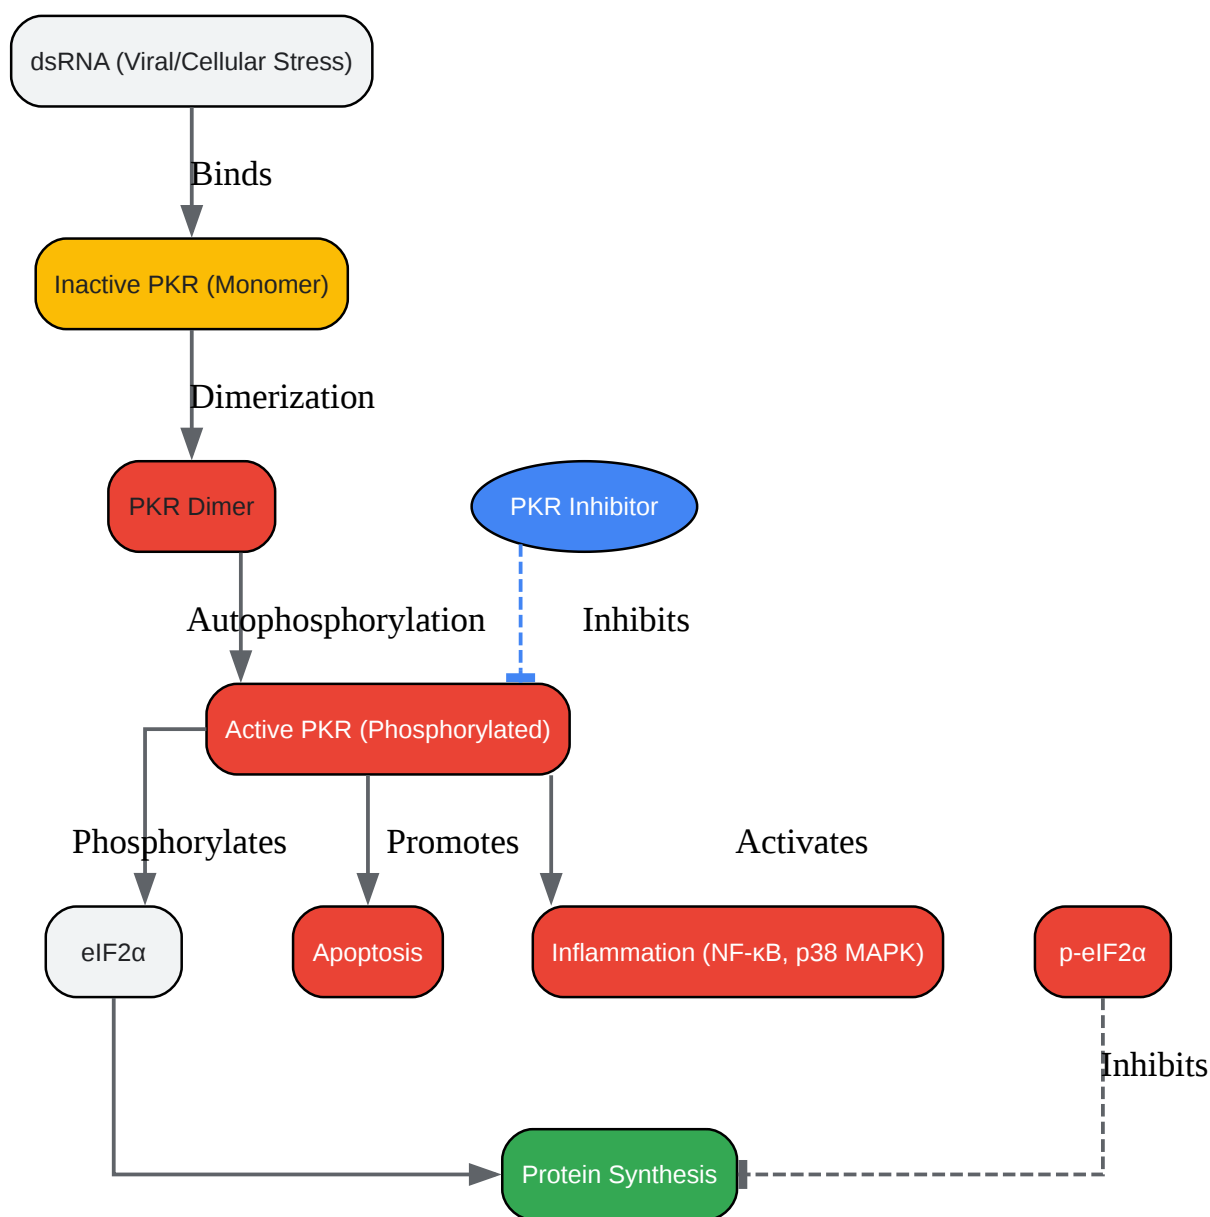 dsRNA (Viral/Cellular Stress)
Binds
Inactive PKR (Monomer)
Dimerization
PKR Dimer
PKR Inhibitor
Autophosphorylation
Inhibits
Active PKR (Phosphorylated)
Phosphorylates
Promotes
Activates
eIF2α
Apoptosis
Inflammation (NF-κB, p38 MAPK)
p-eIF2α
Inhibits
Protein Synthesis